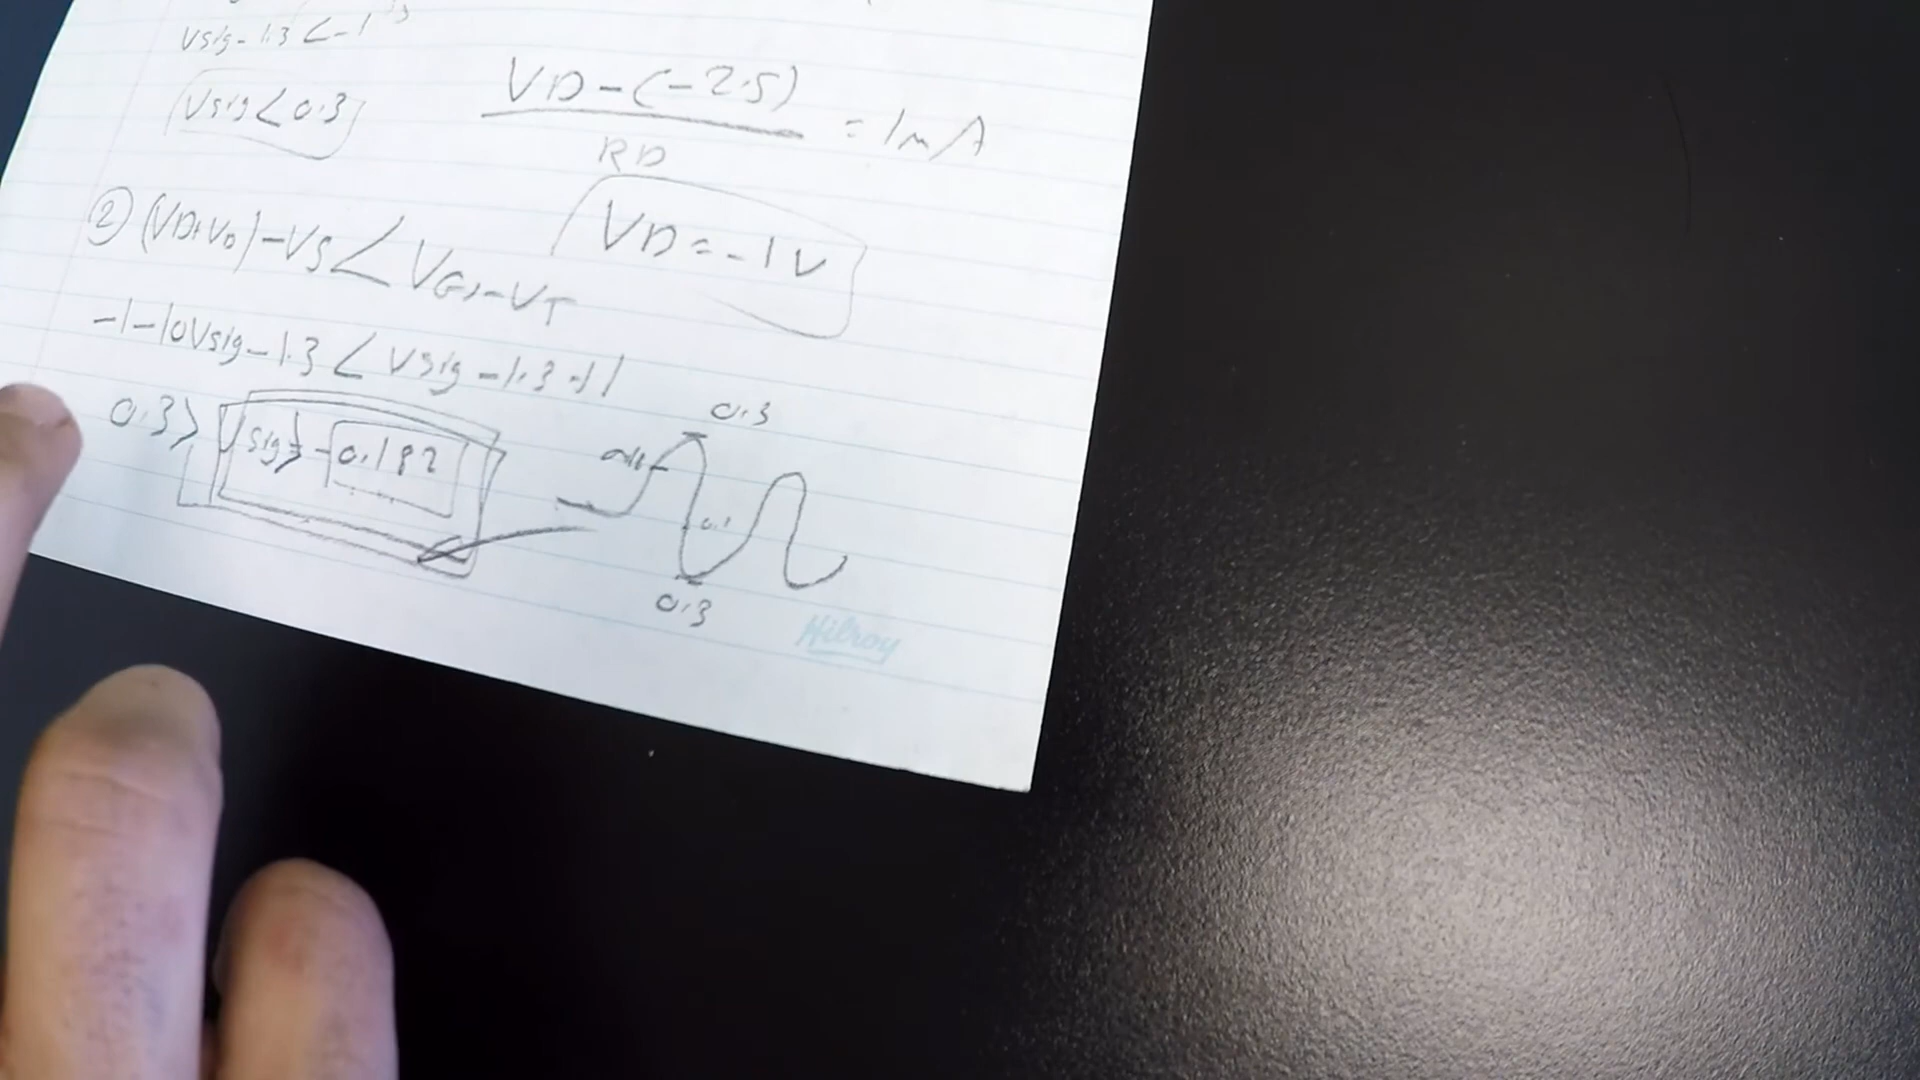 Vsig - 1.3 < -1
Vsig < 0.3
VD - (-2.5)
RD
= 1mA
VD = -1V
② (VD+Vo) - VS < VGS - VT
-1 - 10Vsig - 1.3 < Vsig - 1.3 + 1
0.3 > Vsig > -0.182
0.3
0.3
Hilroy